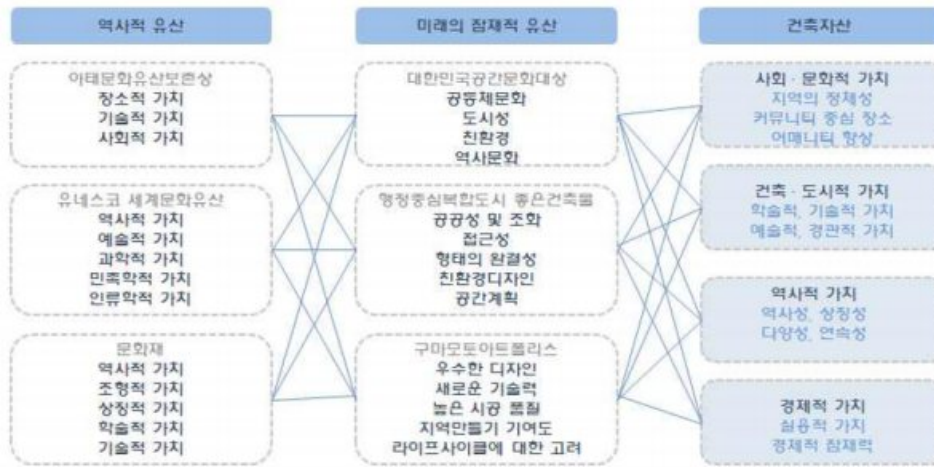 역사적 유산
아태문화유산보존상
장소적 가치
기술적 가치
사회적 가치
유네스코 세계문화유산
역사적 가치
예술적 가치
과학적 가치
민족학적 가치
인류학적 가치
문화재
역사적 가치
조형적 가치
상징적 가치
학술적 가치
기술적 가치
미래의 잠재적 유산
대한민국공간문화대상
공동체문화
도시성
친환경
역사문화
행정중심복합도시 좋은건축물
공공성 및 조화
접근성
형태의 완결성
친환경디자인
공간계획
구마모토아트폴리스
우수한 디자인
새로운 기술력
높은 시공 품질
지역만들기 기여도
라이프사이클에 대한 고려
건축자산
사회·문화적 가치
지역의 정체성
커뮤니티 중심 장소
어매니티 향상
건축·도시적 가치
학술적, 기술적 가치
예술적, 경관적 가치
역사적 가치
역사성, 상징성
다양성, 연속성
경제적 가치
실용적 가치
경제적 잠재력